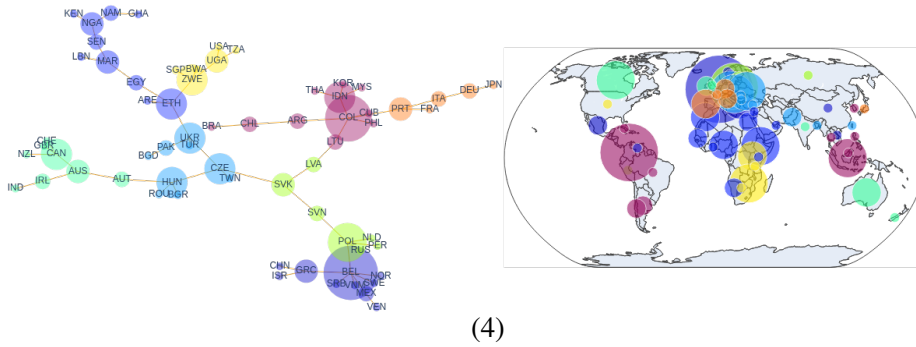 KEN NAM GHA
NGA
SEN
LBN MAR
EGY
ARE ETH
USA
TZA
UGA
SGP BWA
ZWE
KOR
THA MYS
IDN
CUB
COL
PHL
PRT FRA ITA DEU JPN
BRA CHL ARG
LTU
UKR
TUR
PAK
BGD
CHE
GBR
NZL CAN
AUS
IND IRL AUT
HUN
ROU BGR
CZE
TWN
LVA
SVK
SVN
POL NLD
PER
RUS
CHN GRC BEL NOR
ISR SRB VNM SWE
MEX
VEN
(4)